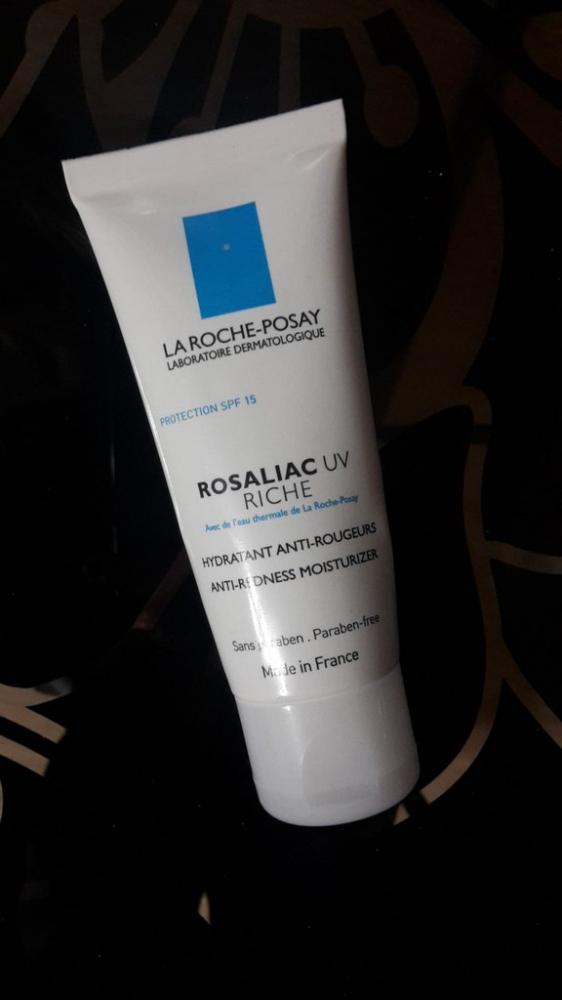 LA ROCHE-POSAY
LABORATOIRE DERMATOLOGIQUE
PROTECTION SPF 15
ROSALIAC UV
RICHE
Avec de l'eau thermale de La Roche-Posay
HYDRATANT ANTI-ROUGEURS
ANTI-REDNESS MOISTURIZER
Sans paraben . Paraben-free
Made in France